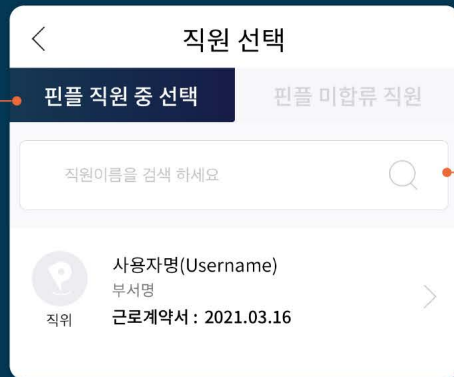 직원 선택
핀플 직원 중 선택
핀플 미합류 직원
직원이름을 검색 하세요
사용자명(Username)
부서명
직위
근로계약서 : 2021.03.16